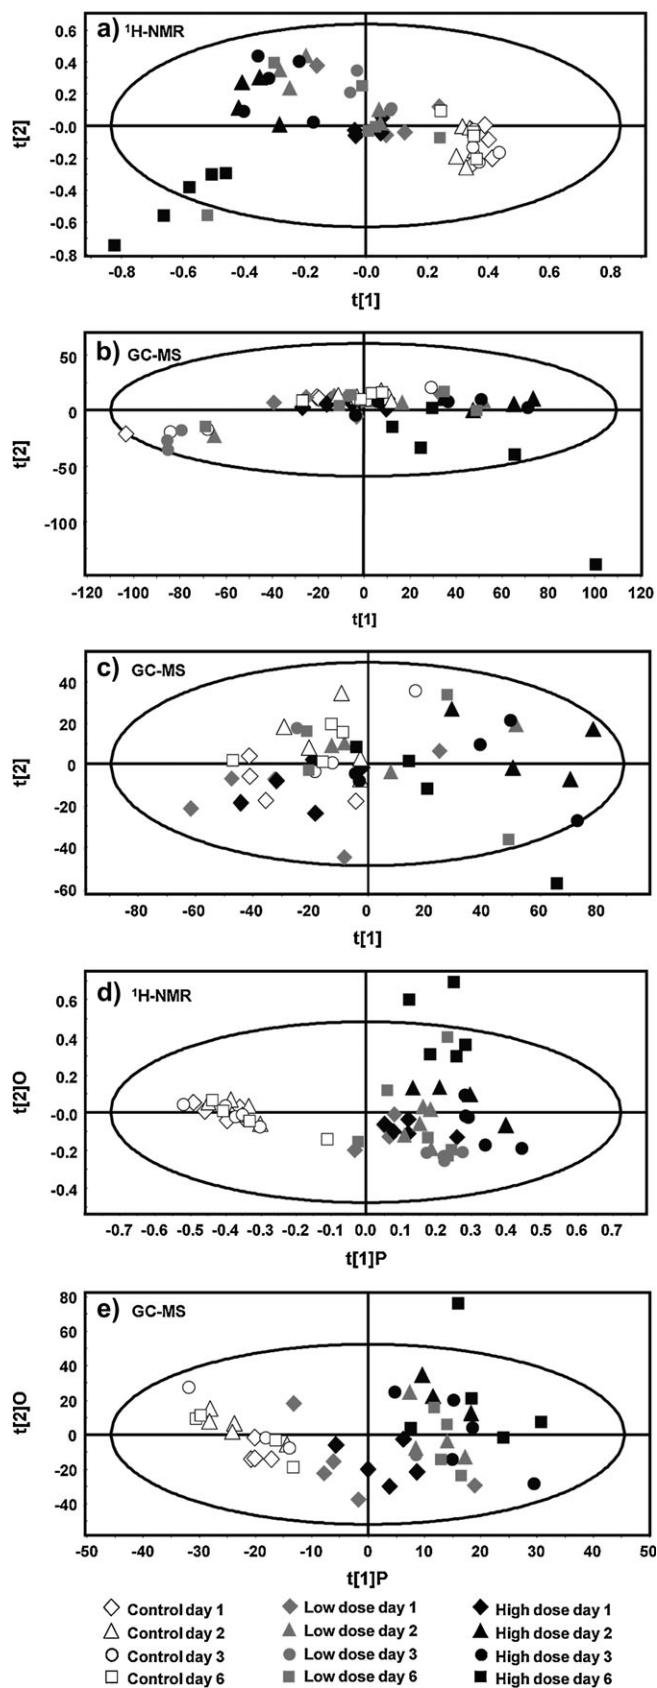 a) ¹H-NMR
0.6
0.4
0.2
-0.0
-0.2
-0.4
-0.6
-0.8
t[2]
-0.8 -0.6 -0.4 -0.2 -0.0 0.2 0.4 0.6 0.8
t[1]
b) GC-MS
50
0
-50
-100
t[2]
-120 -100 -80 -60 -40 -20 0 20 40 60 80 100 120
t[1]
c) GC-MS
40
20
0
-20
-40
-60
t[2]
-80 -60 -40 -20 0 20 40 60 80
t[1]
d) ¹H-NMR
0.6
0.4
0.2
-0.0
-0.2
-0.4
t[2]O
-0.7 -0.6 -0.5 -0.4 -0.3 -0.2 -0.1 0.0 0.1 0.2 0.3 0.4 0.5 0.6 0.7
t[1]P
e) GC-MS
80
60
40
20
0
-20
-40
t[2]O
-50 -40 -30 -20 -10 0 10 20 30 40 50
t[1]P
Control day 1 Low dose day 1 High dose day 1
Control day 2 Low dose day 2 High dose day 2
Control day 3 Low dose day 3 High dose day 3
Control day 6 Low dose day 6 High dose day 6